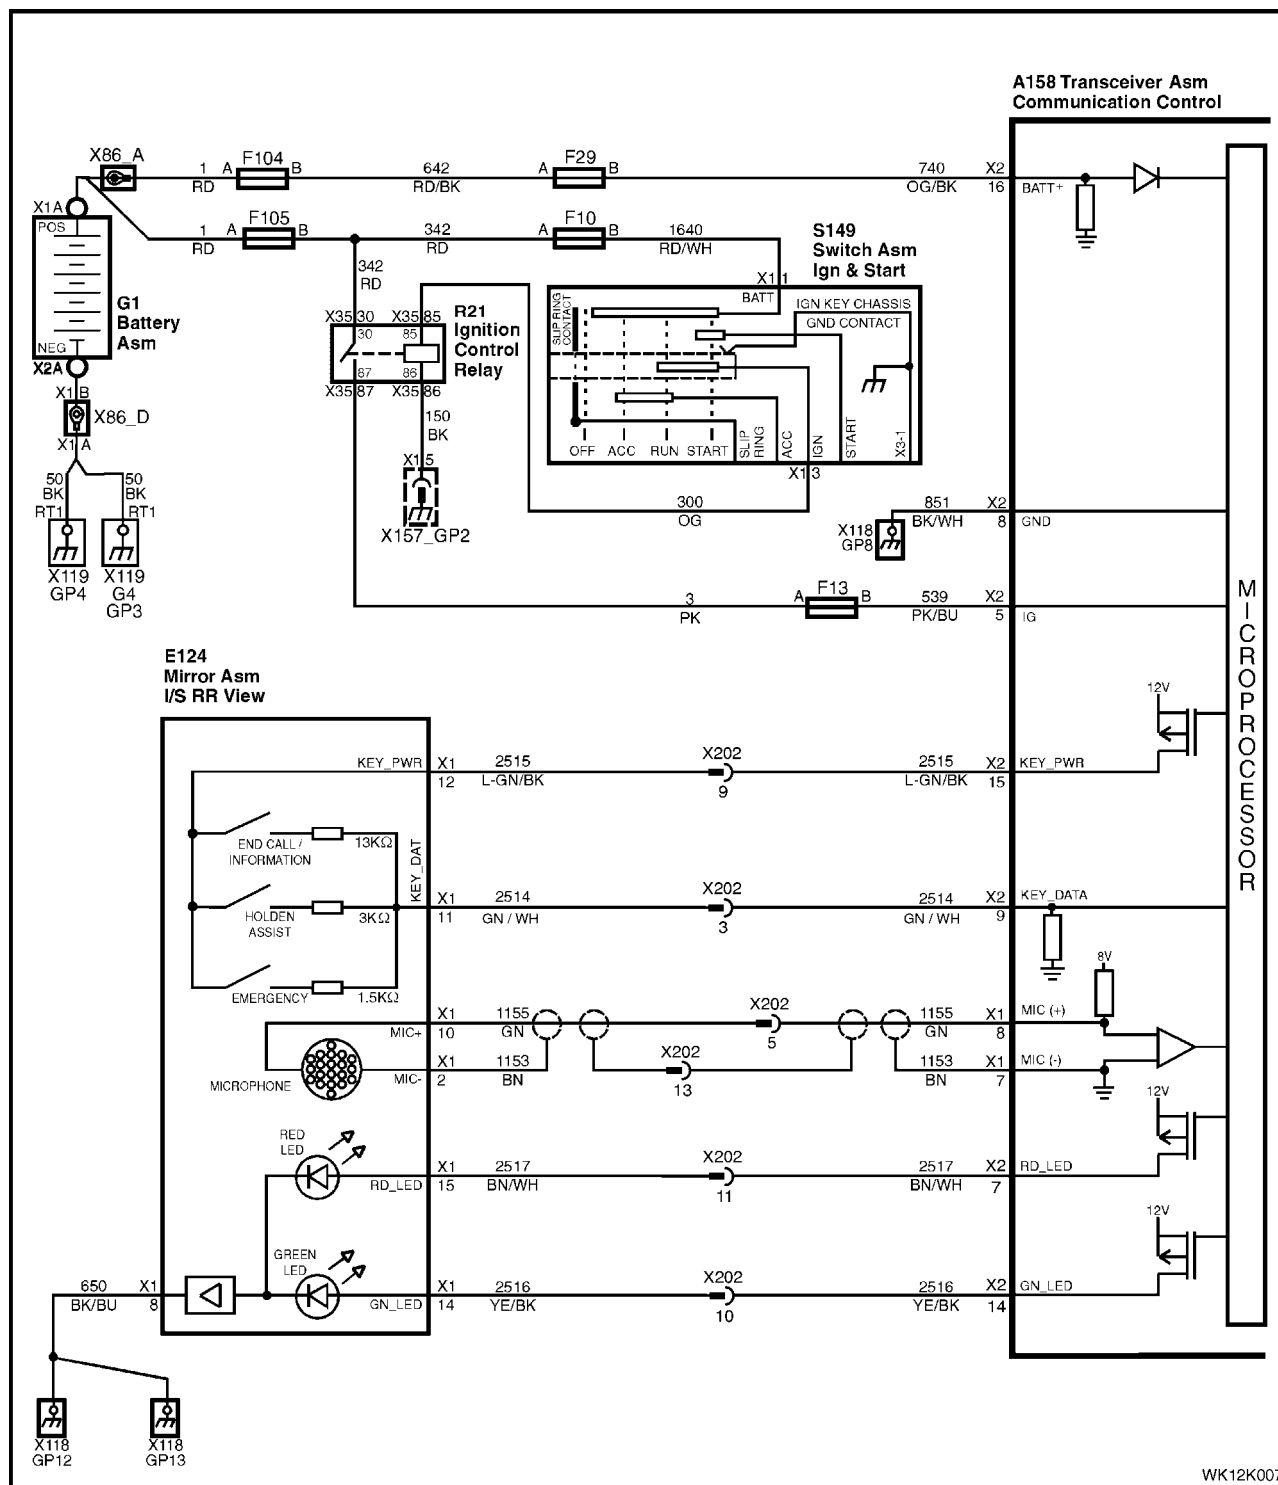 A158 Transceiver Asm
Communication Control
X86_A
1
RD
A
F104
B
642
RD/BK
A
F29
B
740
OG/BK
X2
16
BATT+
X1A
POS
NEG
X2A
G1
Battery
Asm
1
RD
A
F105
B
342
RD
A
F10
B
1640
RD/WH
S149
Switch Asm
Ign & Start
342
RD
X1 1
BATT
IGN KEY CHASSIS
GND CONTACT
SLIP RING
CONTACT
X35 30
X35 85
30
85
87
86
X35 87
X35 86
R21
Ignition
Control
Relay
OFF
ACC
RUN
START
SLIP
RING
ACC
IGN
START
X3-1
X1 3
X1 B
X86_D
X1 A
50
BK
RT1
50
BK
RT1
X119
GP4
X119
G4
GP3
150
BK
X1 5
X157_GP2
300
OG
X118
GP8
851
BK/WH
X2
8
GND
3
PK
A
F13
B
539
PK/BU
X2
5
IG
MICROPROCESSOR
E124
Mirror Asm
I/S RR View
12V
KEY_PWR
X1
12
2515
L-GN/BK
X202
9
2515
L-GN/BK
X2
15
KEY_PWR
END CALL /
INFORMATION
13KΩ
KEY_DAT
HOLDEN
ASSIST
3KΩ
X1
11
2514
GN / WH
X202
3
2514
GN / WH
X2
9
KEY_DATA
EMERGENCY
1.5KΩ
8V
MIC+
X1
10
1155
GN
X202
5
1155
GN
X1
8
MIC (+)
MICROPHONE
MIC-
X1
2
1153
BN
X202
13
1153
BN
X1
7
MIC (-)
12V
RED
LED
RD_LED
X1
15
2517
BN/WH
X202
11
2517
BN/WH
X2
7
RD_LED
12V
GREEN
LED
GN_LED
X1
14
2516
YE/BK
X202
10
2516
YE/BK
X2
14
GN_LED
650
BK/BU
X1
8
X118
GP12
X118
GP13
WK12K007